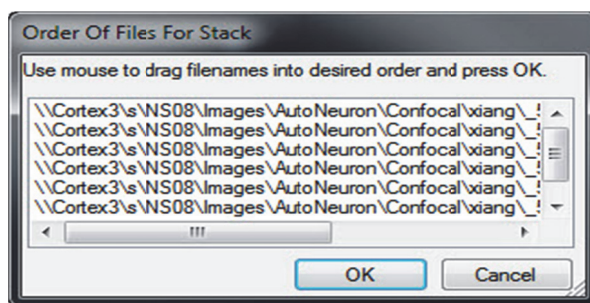 Order Of Files For Stack
Use mouse to drag filenames into desired order and press OK.
\\Cortex3\s\NS08\Images\AutoNeuron\Confocal\xiang\_
\\Cortex3\s\NS08\Images\AutoNeuron\Confocal\xiang\_
\\Cortex3\s\NS08\Images\AutoNeuron\Confocal\xiang\_
\\Cortex3\s\NS08\Images\AutoNeuron\Confocal\xiang\_
\\Cortex3\s\NS08\Images\AutoNeuron\Confocal\xiang\_
\\Cortex3\s\NS08\Images\AutoNeuron\Confocal\xiang\_
OK Cancel